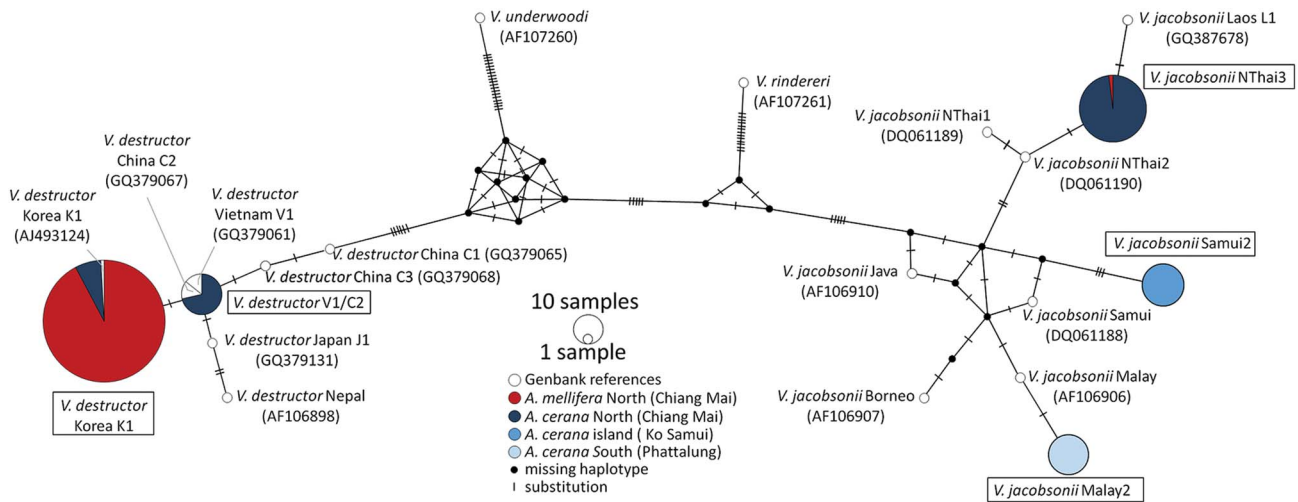 V. underwoodi
(AF107260)
V. rindereri
(AF107261)
V. jacobsonii Laos L1
(GQ387678)
V. jacobsonii NThai3
V. jacobsonii NThai1
(DQ061189)
V. jacobsonii NThai2
(DQ061190)
V. destructor
China C2
(GQ379067)
V. destructor
Korea K1
(AJ493124)
V. destructor
Vietnam V1
(GQ379061)
V. destructor China C1 (GQ379065)
V. destructor China C3 (GQ379068)
V. destructor V1/C2
V. destructor Japan J1
(GQ379131)
V. destructor Nepal
(AF106898)
V. destructor
Korea K1
V. jacobsonii Java
(AF106910)
V. jacobsonii Samui2
V. jacobsonii Samui
(DQ061188)
V. jacobsonii Malay
(AF106906)
V. jacobsonii Borneo
(AF106907)
V. jacobsonii Malay2
10 samples
1 sample
Genbank references
A. mellifera North (Chiang Mai)
A. cerana North (Chiang Mai)
A. cerana island ( Ko Samui)
A. cerana South (Phattalung)
missing haplotype
substitution